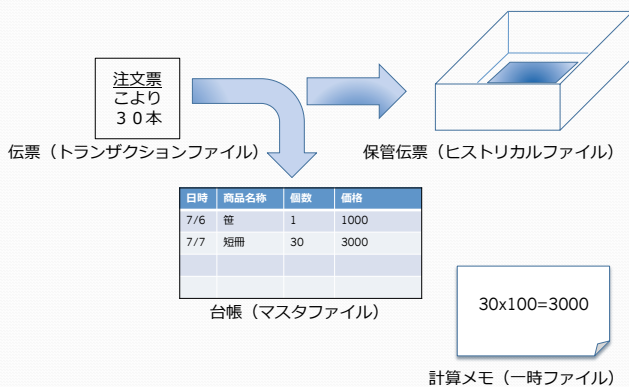 注文票
こより
３０本
伝票（トランザクションファイル）
保管伝票（ヒストリカルファイル）
日時 商品名称 個数 価格
7/6 笹 1 1000
7/7 短冊 30 3000
台帳（マスタファイル）
30x100=3000
計算メモ（一時ファイル）